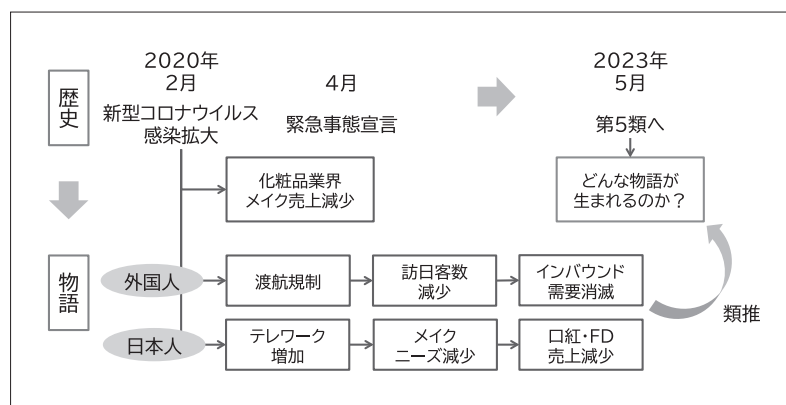 歴史
2020年
2月
新型コロナウイルス
感染拡大
4月
緊急事態宣言
2023年
5月
第5類へ
化粧品業界
メイク売上減少
どんな物語が
生まれるのか?
物語
外国人
渡航規制
訪日客数
減少
インバウンド
需要消滅
類推
日本人
テレワーク
増加
メイク
ニーズ減少
口紅・FD
売上減少